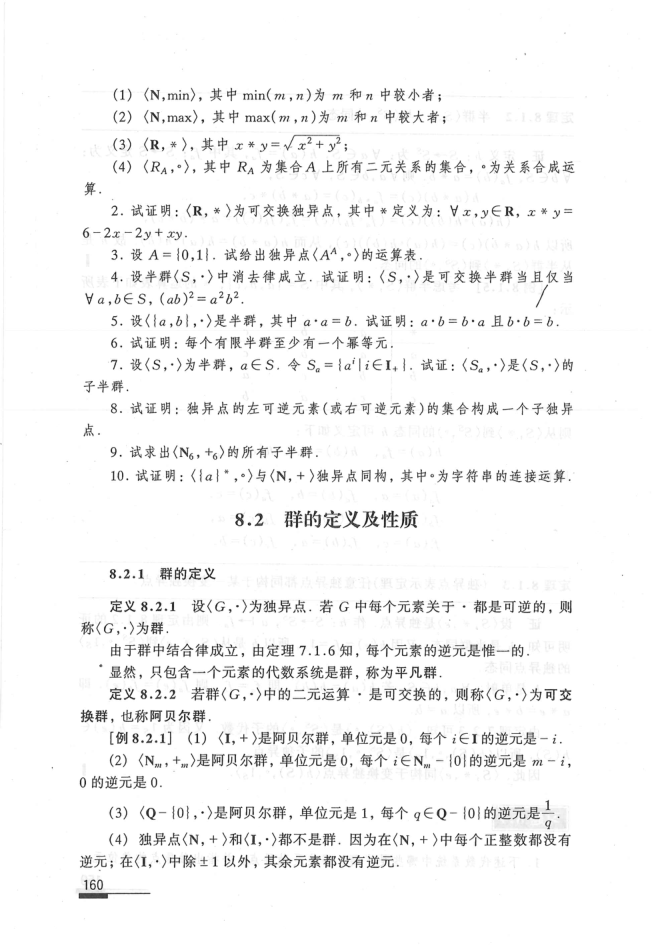 (1) 〈N,min〉，其中 min(m,n)为 m 和 n 中较小者；
(2) 〈N,max〉，其中 max(m,n)为 m 和 n 中较大者；
(3) 〈R,*〉，其中 x*y=√(x²+y²)；
(4) 〈R_A,∘〉，其中 R_A 为集合 A 上所有二元关系的集合，∘为关系合成运
算．
2．试证明：〈R,*〉为可交换独异点，其中*定义为：∀x,y∈R，x*y=
6-2x-2y+xy．
3．设 A={0,1}．试给出独异点〈A^A,∘〉的运算表．
4．设半群〈S,·〉中消去律成立．试证明：〈S,·〉是可交换半群当且仅当
∀a,b∈S，(ab)²=a²b²．
5．设〈{a,b},·〉是半群，其中 a·a=b．试证明：a·b=b·a 且 b·b=b．
6．试证明：每个有限半群至少有一个幂等元．
7．设〈S,·〉为半群，a∈S．令 S_a={a^i|i∈I₊}．试证：〈S_a,·〉是〈S,·〉的
子半群．
8．试证明：独异点的左可逆元素(或右可逆元素)的集合构成一个子独异
点．
9．试求出〈N₆,+₆〉的所有子半群．
10．试证明：〈{a}*,∘〉与〈N,+〉独异点同构，其中∘为字符串的连接运算．
8.2 群的定义及性质
8.2.1 群的定义
定义 8.2.1 设〈G,·〉为独异点．若 G 中每个元素关于 · 都是可逆的，则
称〈G,·〉为群．
由于群中结合律成立，由定理 7.1.6 知，每个元素的逆元是惟一的．
显然，只包含一个元素的代数系统是群，称为平凡群．
定义 8.2.2 若群〈G,·〉中的二元运算 · 是可交换的，则称〈G,·〉为可交
换群，也称阿贝尔群．
[例 8.2.1] (1) 〈I,+〉是阿贝尔群，单位元是 0，每个 i∈I 的逆元是 -i．
(2) 〈N_m,+_m〉是阿贝尔群，单位元是 0，每个 i∈N_m-{0}的逆元是 m-i，
0 的逆元是 0．
(3) 〈Q-{0},·〉是阿贝尔群，单位元是 1，每个 q∈Q-{0}的逆元是1/q．
(4) 独异点〈N,+〉和〈I,·〉都不是群．因为在〈N,+〉中每个正整数都没有
逆元；在〈I,·〉中除±1 以外，其余元素都没有逆元．
160